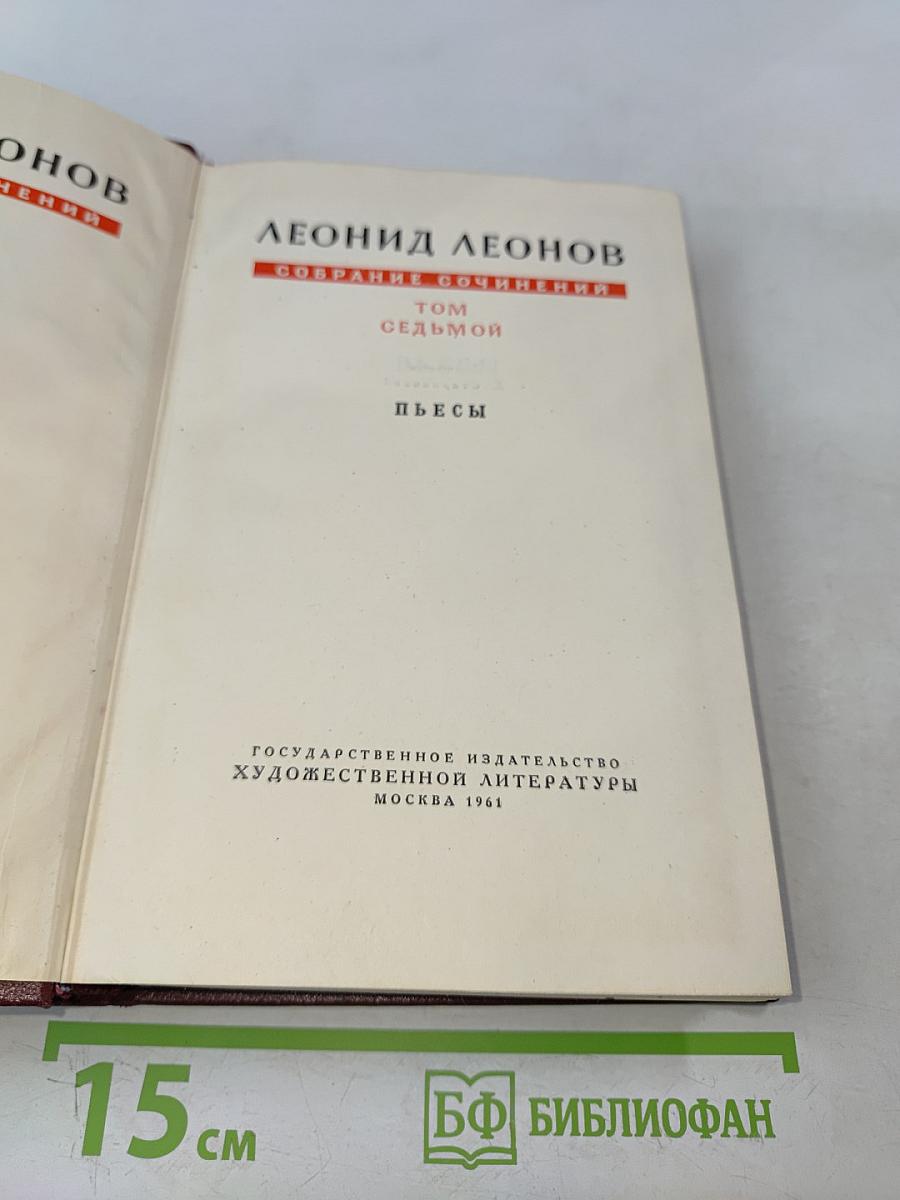 ОНОВ
НЕНИЙ
ЛЕОНИД ЛЕОНОВ
СОБРАНИЕ СОЧИНЕНИЙ
ТОМ
СЕДЬМОЙ
ПЬЕСЫ
ГОСУДАРСТВЕННОЕ ИЗДАТЕЛЬСТВО
ХУДОЖЕСТВЕННОЙ ЛИТЕРАТУРЫ
МОСКВА 1961
15 см
БФ БИБЛИОФАН